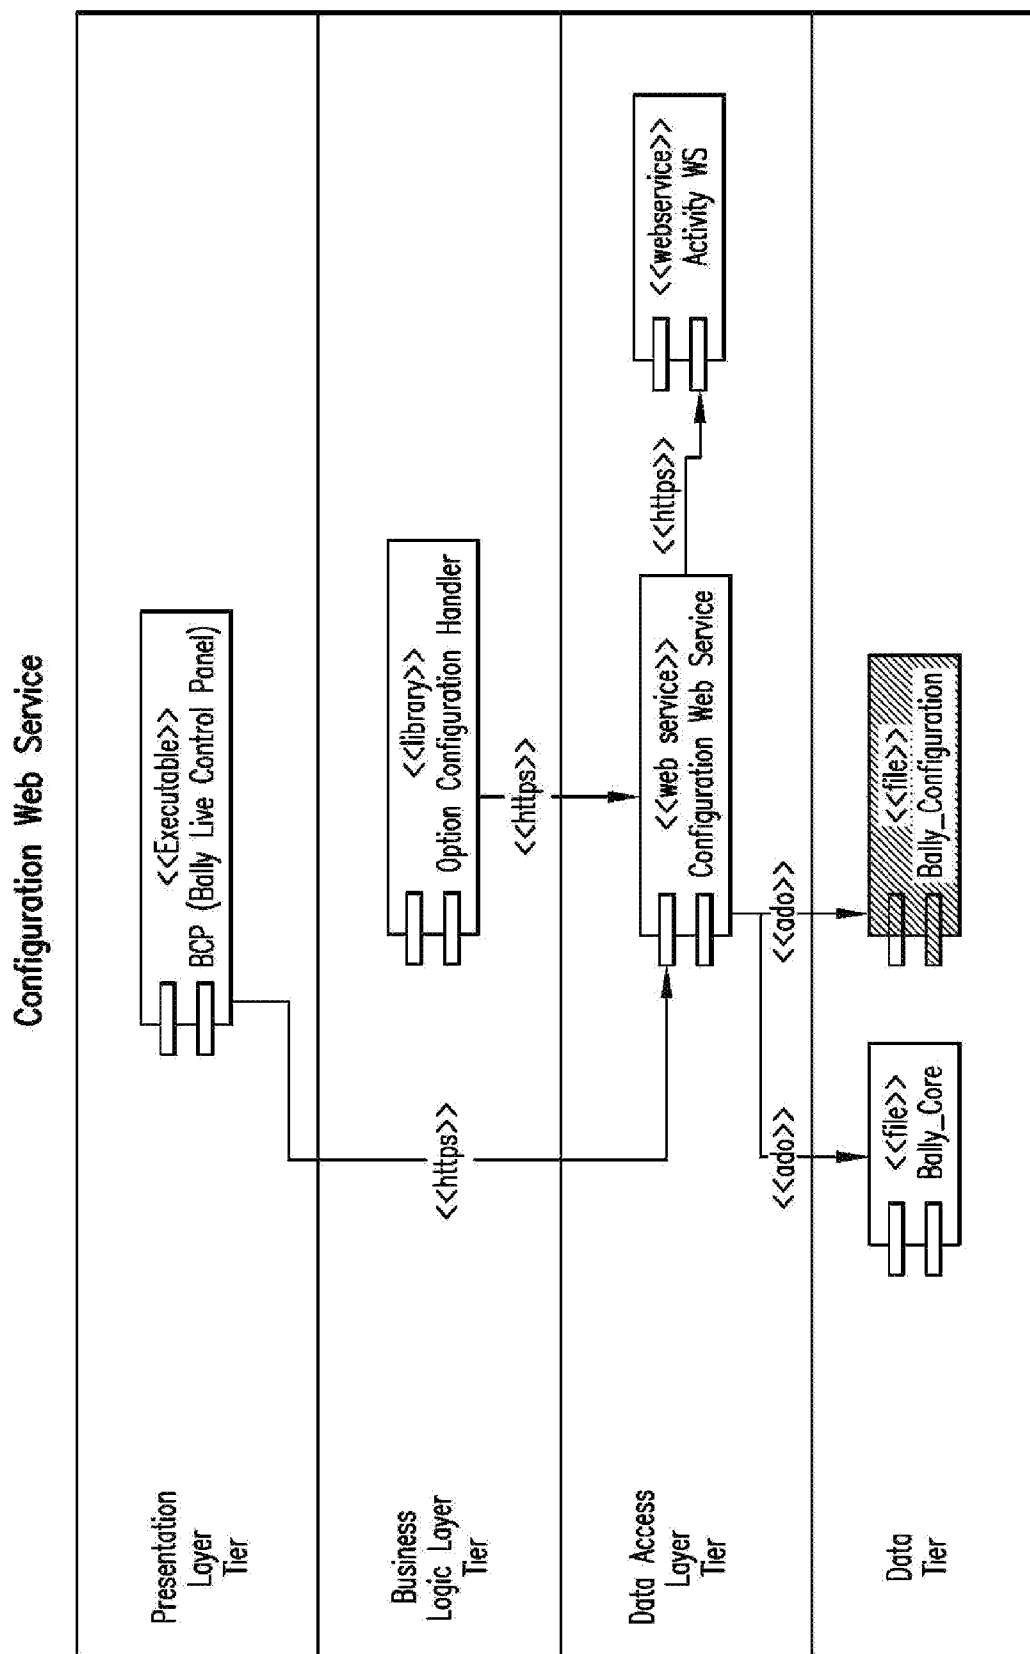 Configuration Web Service
Presentation
Layer
Tier
<<Executable>>
BCP (Bally Live Control Panel)
<<https>>
Business
Logic Layer
Tier
<<library>>
Option Configuration Handler
<<https>>
Data Access
Layer
Tier
<<web service>>
Configuration Web Service
<<https>>
<<webservice>>
Activity WS
<<ado>>
<<ado>>
Data
Tier
<<file>>
Bally_Core
<<file>>
Bally_Configuration